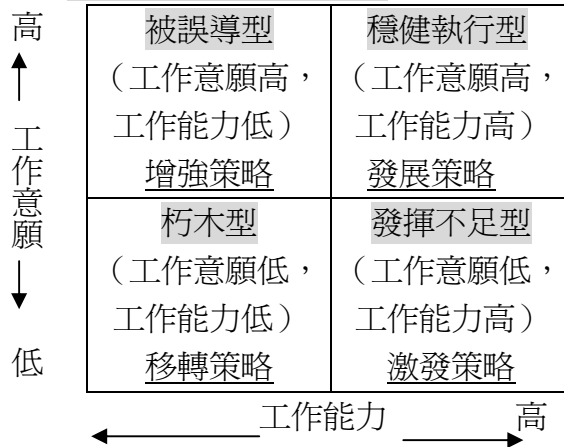 高
被誤導型
穩健執行型
（工作意願高，
工作能力低）
（工作意願高，
工作能力高）
增強策略
發展策略
工作意願
朽木型
發揮不足型
（工作意願低，
工作能力低）
（工作意願低，
工作能力高）
移轉策略
激發策略
低
工作能力
高